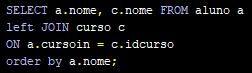 SELECT a.nome, c.nome FROM aluno a
left JOIN curso c
ON a.cursoin = c.idcurso
order by a.nome;